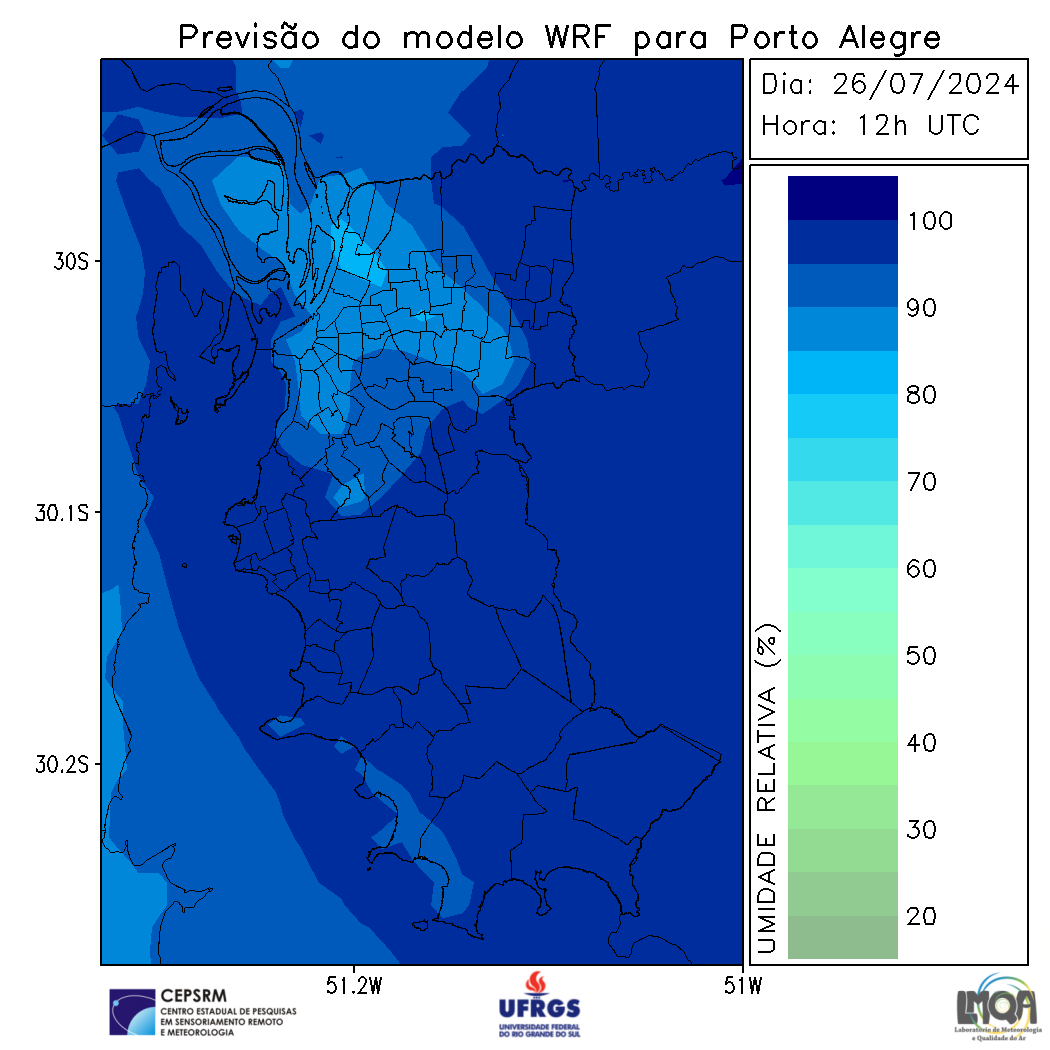 Previsão do modelo WRF para Porto Alegre
Dia: 26/07/2024
Hora: 12h UTC
30S
30.1S
30.2S
51.2W
51W
UMIDADE RELATIVA (%)
100
90
80
70
60
50
40
30
20
CEPSRM
CENTRO ESTADUAL DE PESQUISAS
EM SENSORIAMENTO REMOTO
E METEOROLOGIA
UFRGS
UNIVERSIDADE FEDERAL
DO RIO GRANDE DO SUL
LMQA
Laboratório de Meteorologia
e Qualidade do Ar